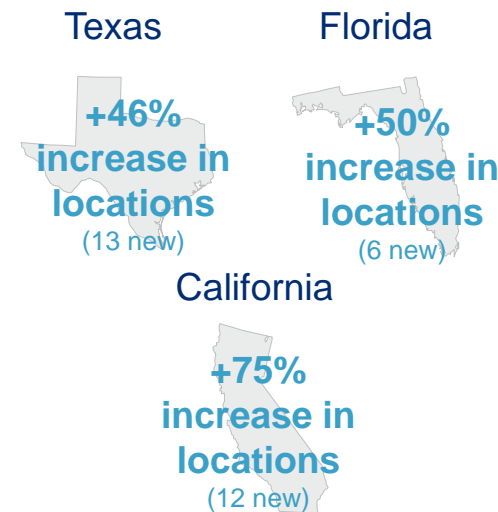 Texas
+46%
increase in
locations
(13 new)
Florida
+50%
increase in
locations
(6 new)
California
+75%
increase in
locations
(12 new)